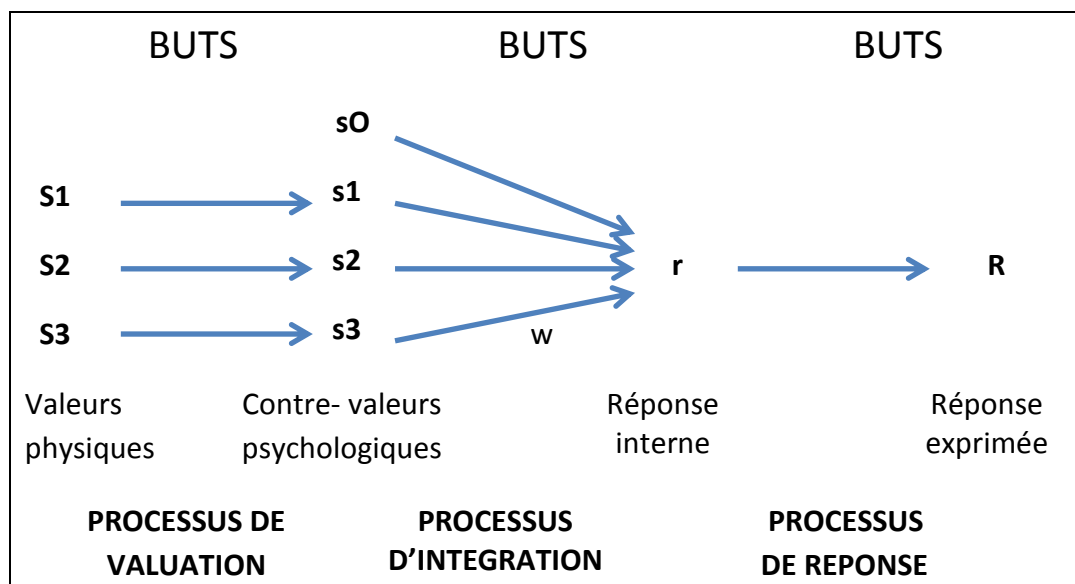 BUTS BUTS BUTS
sO
S1 s1
S2 s2 r R
S3 s3
w
Valeurs Contre- valeurs Réponse Réponse
physiques psychologiques interne exprimée
PROCESSUS DE PROCESSUS PROCESSUS
VALUATION D’INTEGRATION DE REPONSE